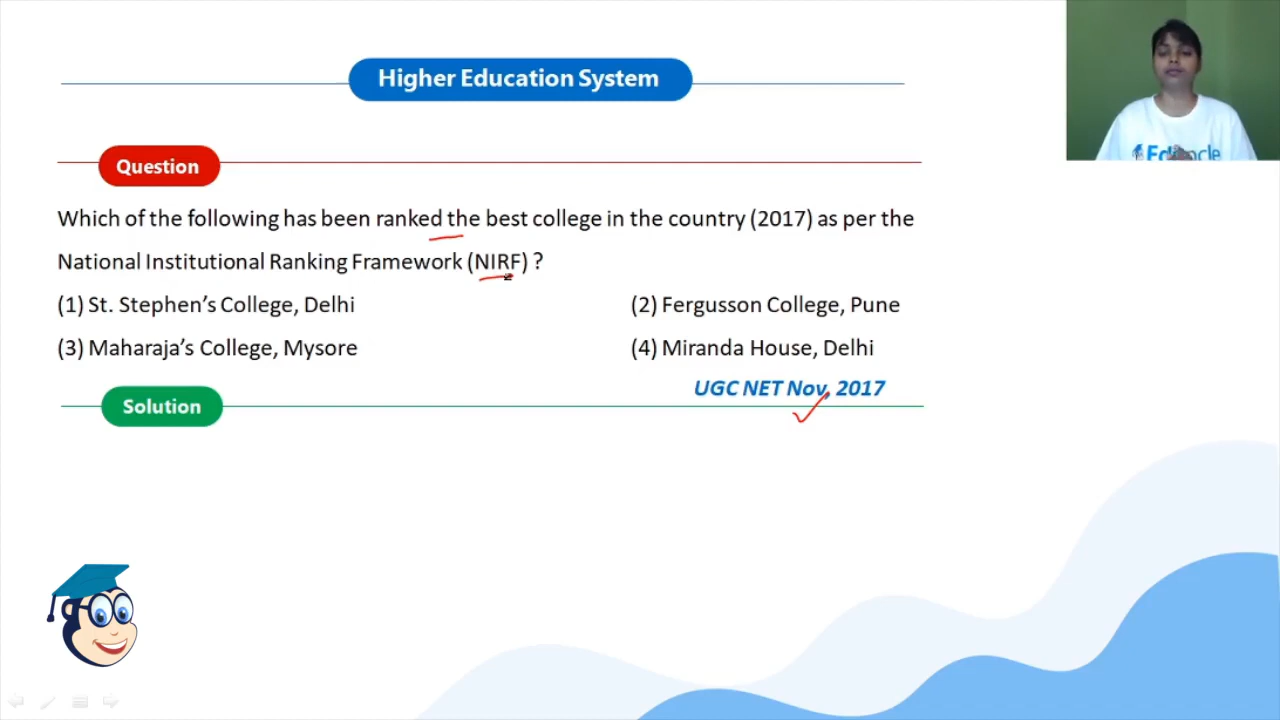 Higher Education System
Question
Which of the following has been ranked the best college in the country (2017) as per the
National Institutional Ranking Framework (NIRF) ?
(1) St. Stephen’s College, Delhi
(2) Fergusson College, Pune
(3) Maharaja’s College, Mysore
(4) Miranda House, Delhi
UGC NET Nov, 2017
Solution